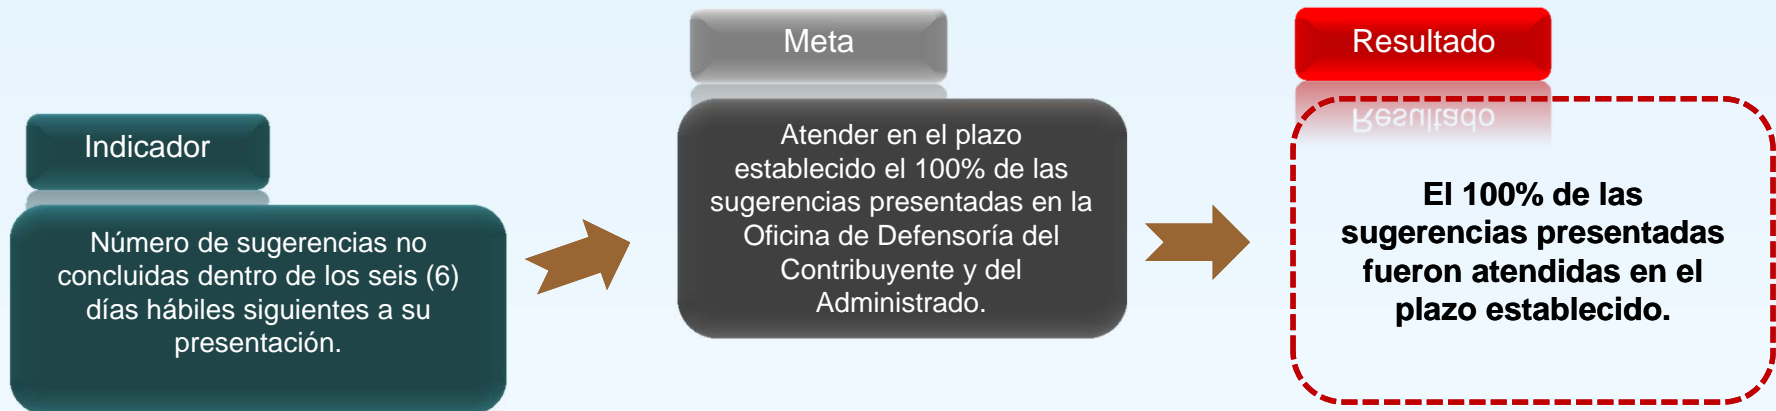 Indicador
Número de sugerencias no
concluidas dentro de los seis (6)
días hábiles siguientes a su
presentación.
Meta
Atender en el plazo
establecido el 100% de las
sugerencias presentadas en la
Oficina de Defensoría del
Contribuyente y del
Administrado.
Resultado
El 100% de las
sugerencias presentadas
fueron atendidas en el
plazo establecido.